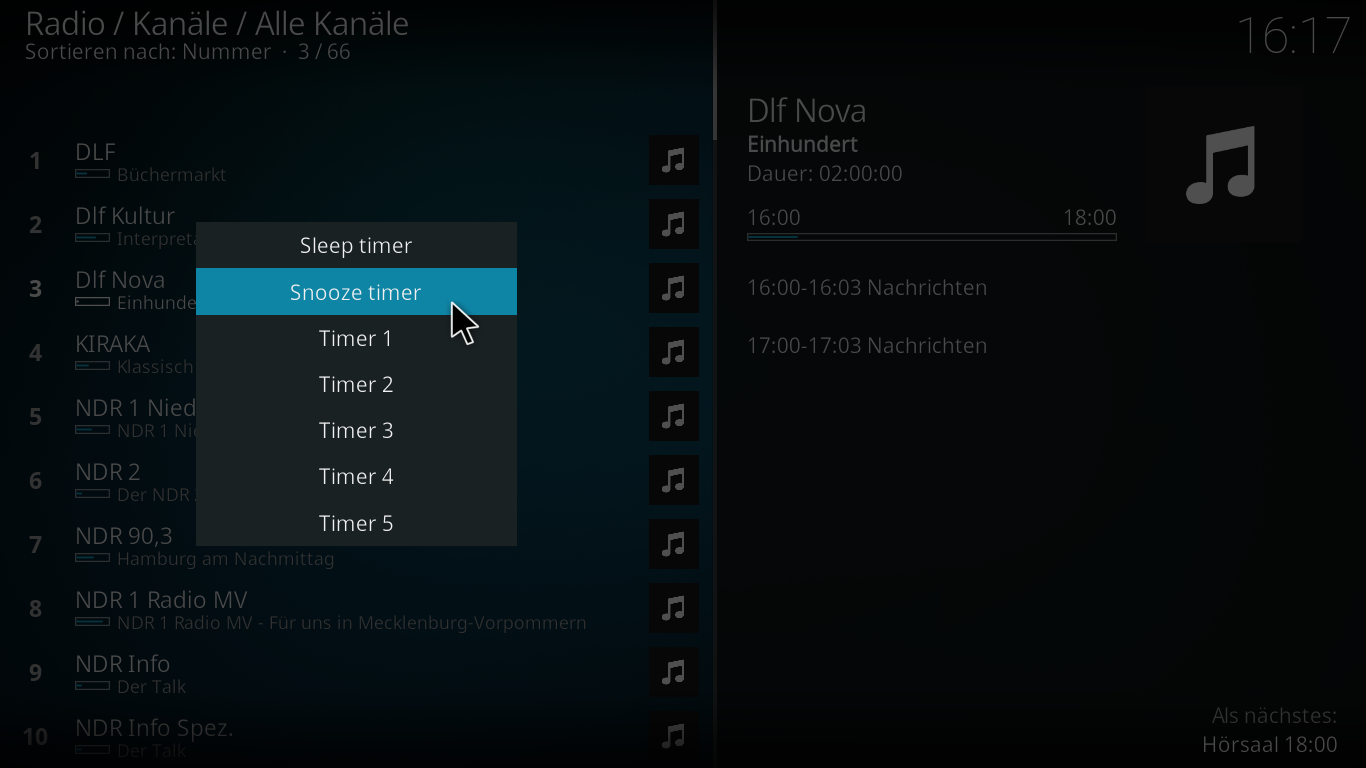 Radio / Kanäle / Alle Kanäle
Sortieren nach: Nummer · 3 / 66
16:17
1 DLF
Büchermarkt
2 Dlf Kultur
Interpreta
3 Dlf Nova
Einhunde
4 KIRAKA
Klassisch
5 NDR 1 Nied
NDR 1 Nie
6 NDR 2
Der NDR
7 NDR 90,3
Hamburg am Nachmittag
8 NDR 1 Radio MV
NDR 1 Radio MV - Für uns in Mecklenburg-Vorpommern
9 NDR Info
Der Talk
10 NDR Info Spez.
Der Talk
Sleep timer
Snooze timer
Timer 1
Timer 2
Timer 3
Timer 4
Timer 5
Dlf Nova
Einhundert
Dauer: 02:00:00
16:00 18:00
16:00-16:03 Nachrichten
17:00-17:03 Nachrichten
Als nächstes:
Hörsaal 18:00